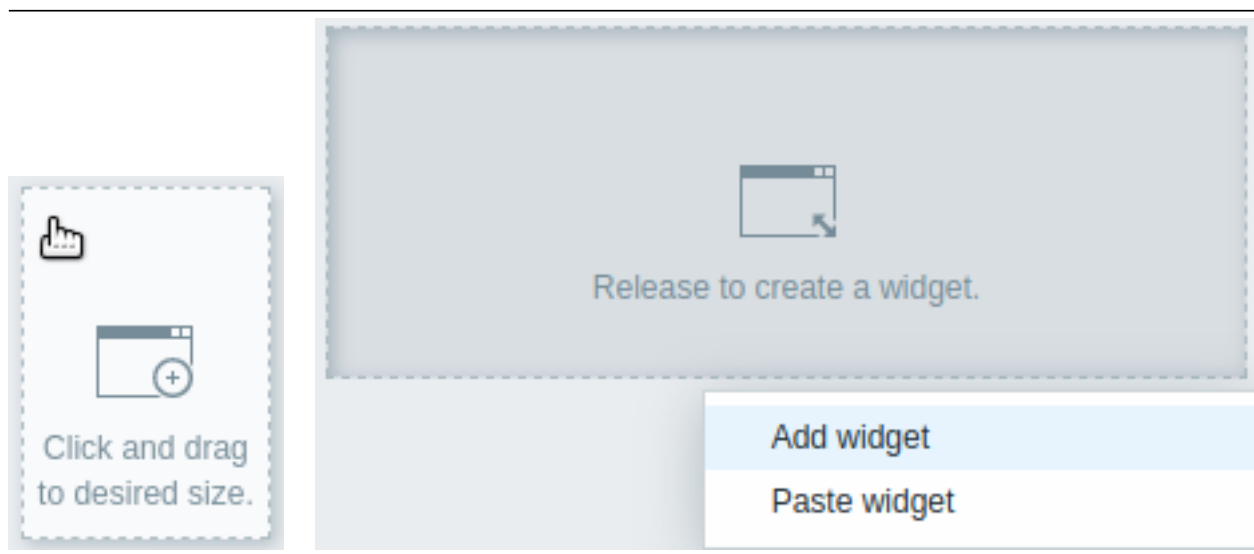 Click and drag
to desired size.
Release to create a widget.
Add widget
Paste widget